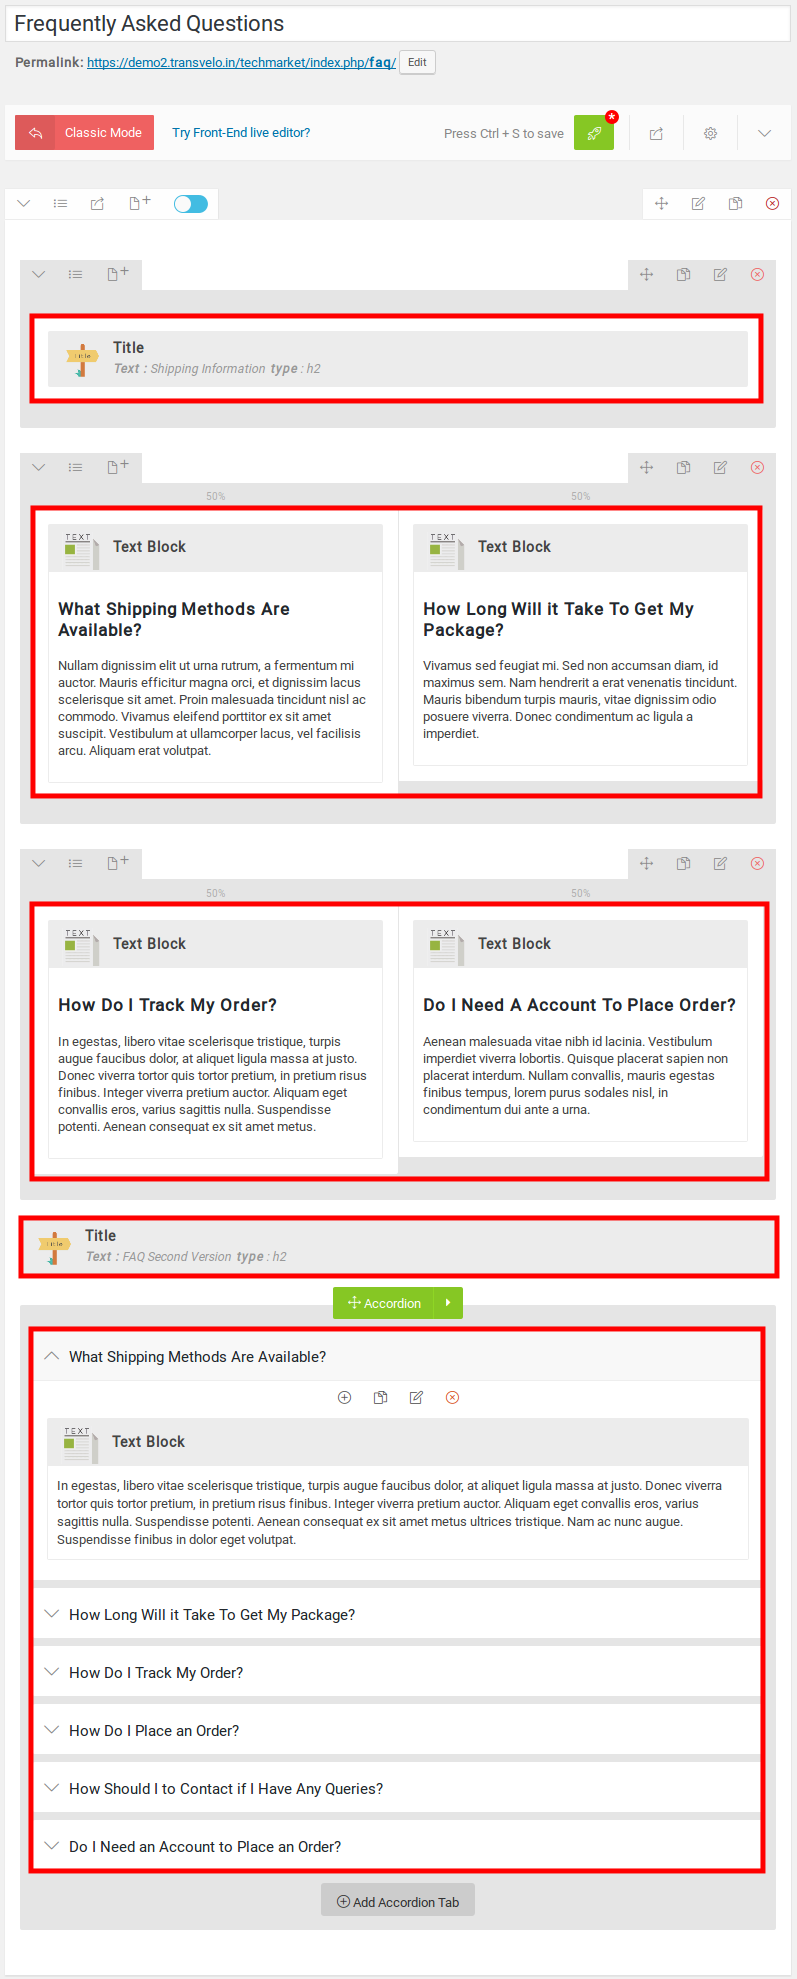 Frequently Asked Questions
Permalink: https://demo2.transvelo.in/techmarket/index.php/faq/ Edit
Classic Mode Try Front-End live editor? Press Ctrl + S to save
Title
Text : Shipping Information type : h2
50% 50%
TEXT Text Block
What Shipping Methods Are
Available?
Nullam dignissim elit ut urna rutrum, a fermentum mi
auctor. Mauris efficitur magna orci, et dignissim lacus
scelerisque sit amet. Proin malesuada tincidunt nisl ac
commodo. Vivamus eleifend porttitor ex sit amet
suscipit. Vestibulum at ullamcorper lacus, vel facilisis
arcu. Aliquam erat volutpat.
TEXT Text Block
How Long Will it Take To Get My
Package?
Vivamus sed feugiat mi. Sed non accumsan diam, id
maximus sem. Nam hendrerit a erat venenatis tincidunt.
Mauris bibendum turpis mauris, vitae dignissim odio
posuere viverra. Donec condimentum ac ligula a
imperdiet.
50% 50%
TEXT Text Block
How Do I Track My Order?
In egestas, libero vitae scelerisque tristique, turpis
augue faucibus dolor, at aliquet ligula massa at justo.
Donec viverra tortor quis tortor pretium, in pretium risus
finibus. Integer viverra pretium auctor. Aliquam eget
convallis eros, varius sagittis nulla. Suspendisse
potenti. Aenean consequat ex sit amet metus.
TEXT Text Block
Do I Need A Account To Place Order?
Aenean malesuada vitae nibh id lacinia. Vestibulum
imperdiet viverra lobortis. Quisque placerat sapien non
placerat interdum. Nullam convallis, mauris egestas
finibus tempus, lorem purus sodales nisl, in
condimentum dui ante a urna.
Title
Text : FAQ Second Version type : h2
Accordion
What Shipping Methods Are Available?
TEXT Text Block
In egestas, libero vitae scelerisque tristique, turpis augue faucibus dolor, at aliquet ligula massa at justo. Donec viverra
tortor quis tortor pretium, in pretium risus finibus. Integer viverra pretium auctor. Aliquam eget convallis eros, varius
sagittis nulla. Suspendisse potenti. Aenean consequat ex sit amet metus ultrices tristique. Nam ac nunc augue.
Suspendisse finibus in dolor eget volutpat.
How Long Will it Take To Get My Package?
How Do I Track My Order?
How Do I Place an Order?
How Should I to Contact if I Have Any Queries?
Do I Need an Account to Place an Order?
Add Accordion Tab